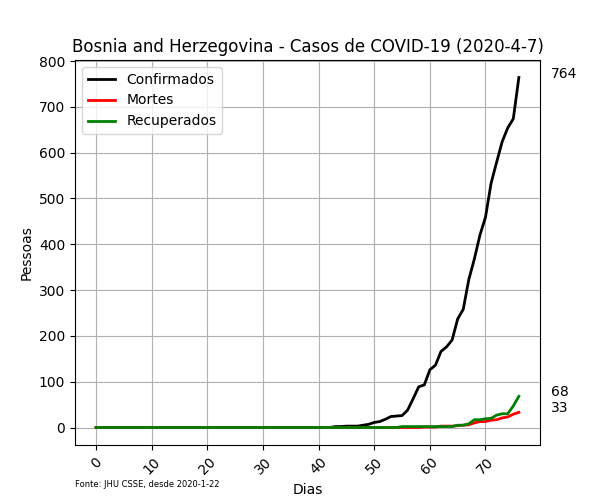 Bosnia and Herzegovina - Casos de COVID-19 (2020-4-7)
Confirmados
Mortes
Recuperados
800
700
600
500
400
300
200
100
0
Pessoas
764
68
33
0 10 20 30 40 50 60 70
Dias
Fonte: JHU CSSE, desde 2020-1-22